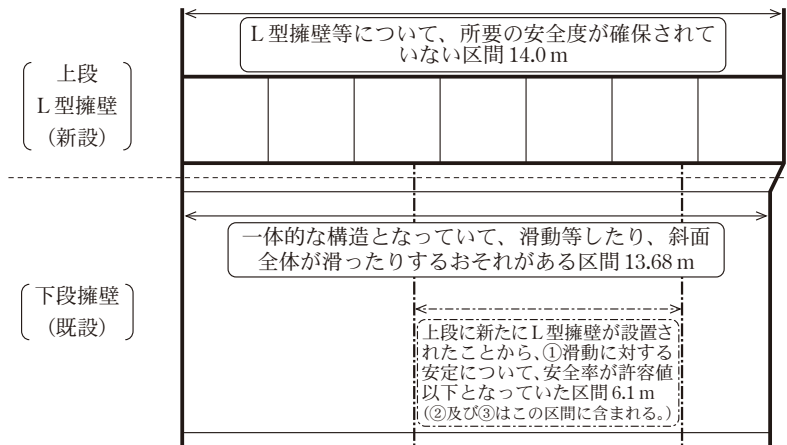 L型擁壁等について、所要の安全度が確保されて
いない区間 14.0 m
上段
L型擁壁
(新設)
一体的な構造となっていて、滑動等したり、斜面
全体が滑ったりするおそれがある区間 13.68 m
下段擁壁
(既設)
上段に新たにL型擁壁が設置さ
れたことから、①滑動に対する
安定について、安全率が許容値
以下となっていた区間 6.1 m
(②及び③はこの区間に含まれる。)